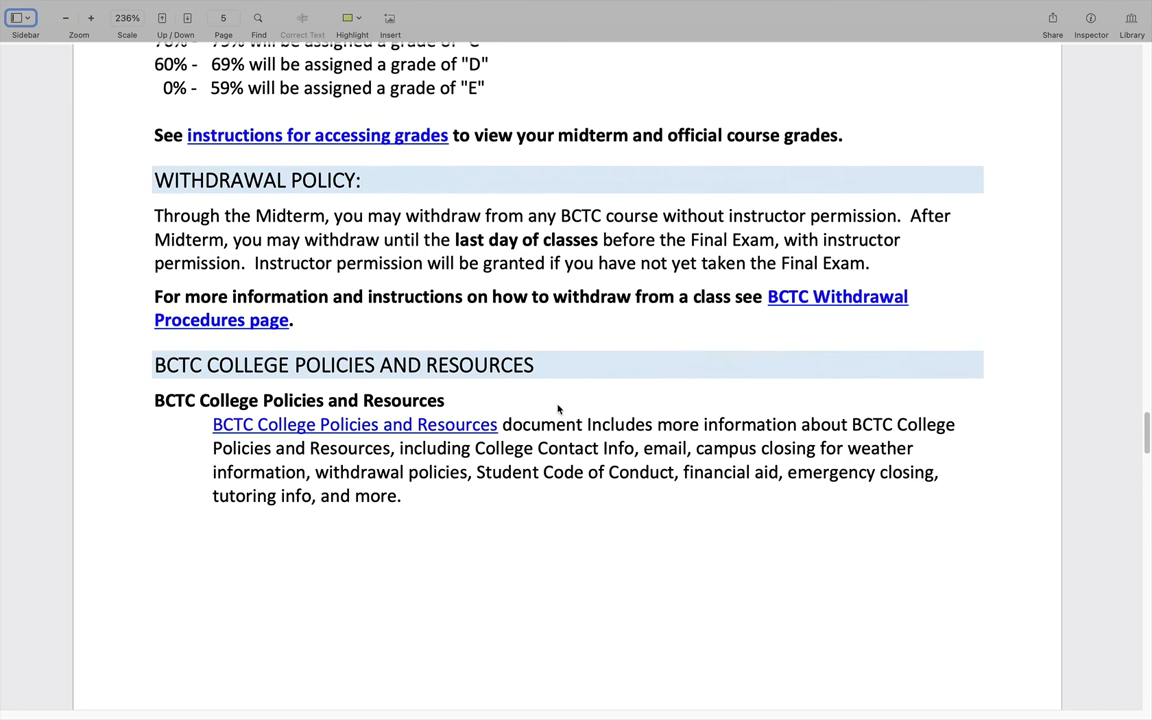 236%
5
Sidebar
Zoom
Scale
Up / Down
Page
Find
Correct Text
Highlight
Insert
Share
Inspector
Library
70% - 79% will be assigned a grade of "C"
60% - 69% will be assigned a grade of "D"
0% - 59% will be assigned a grade of "E"
See instructions for accessing grades to view your midterm and official course grades.
WITHDRAWAL POLICY:
Through the Midterm, you may withdraw from any BCTC course without instructor permission. After
Midterm, you may withdraw until the last day of classes before the Final Exam, with instructor
permission. Instructor permission will be granted if you have not yet taken the Final Exam.
For more information and instructions on how to withdraw from a class see BCTC Withdrawal
Procedures page.
BCTC COLLEGE POLICIES AND RESOURCES
BCTC College Policies and Resources
BCTC College Policies and Resources document Includes more information about BCTC College
Policies and Resources, including College Contact Info, email, campus closing for weather
information, withdrawal policies, Student Code of Conduct, financial aid, emergency closing,
tutoring info, and more.